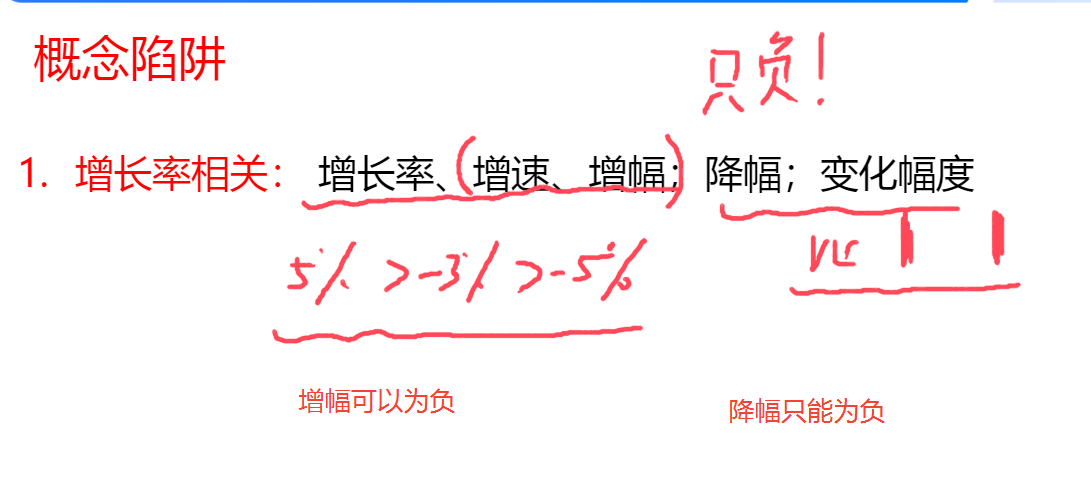 概念陷阱
只负!
1. 增长率相关：增长率、(增速、增幅;)降幅；变化幅度
5% >-3% >-5%
比| |
增幅可以为负
降幅只能为负